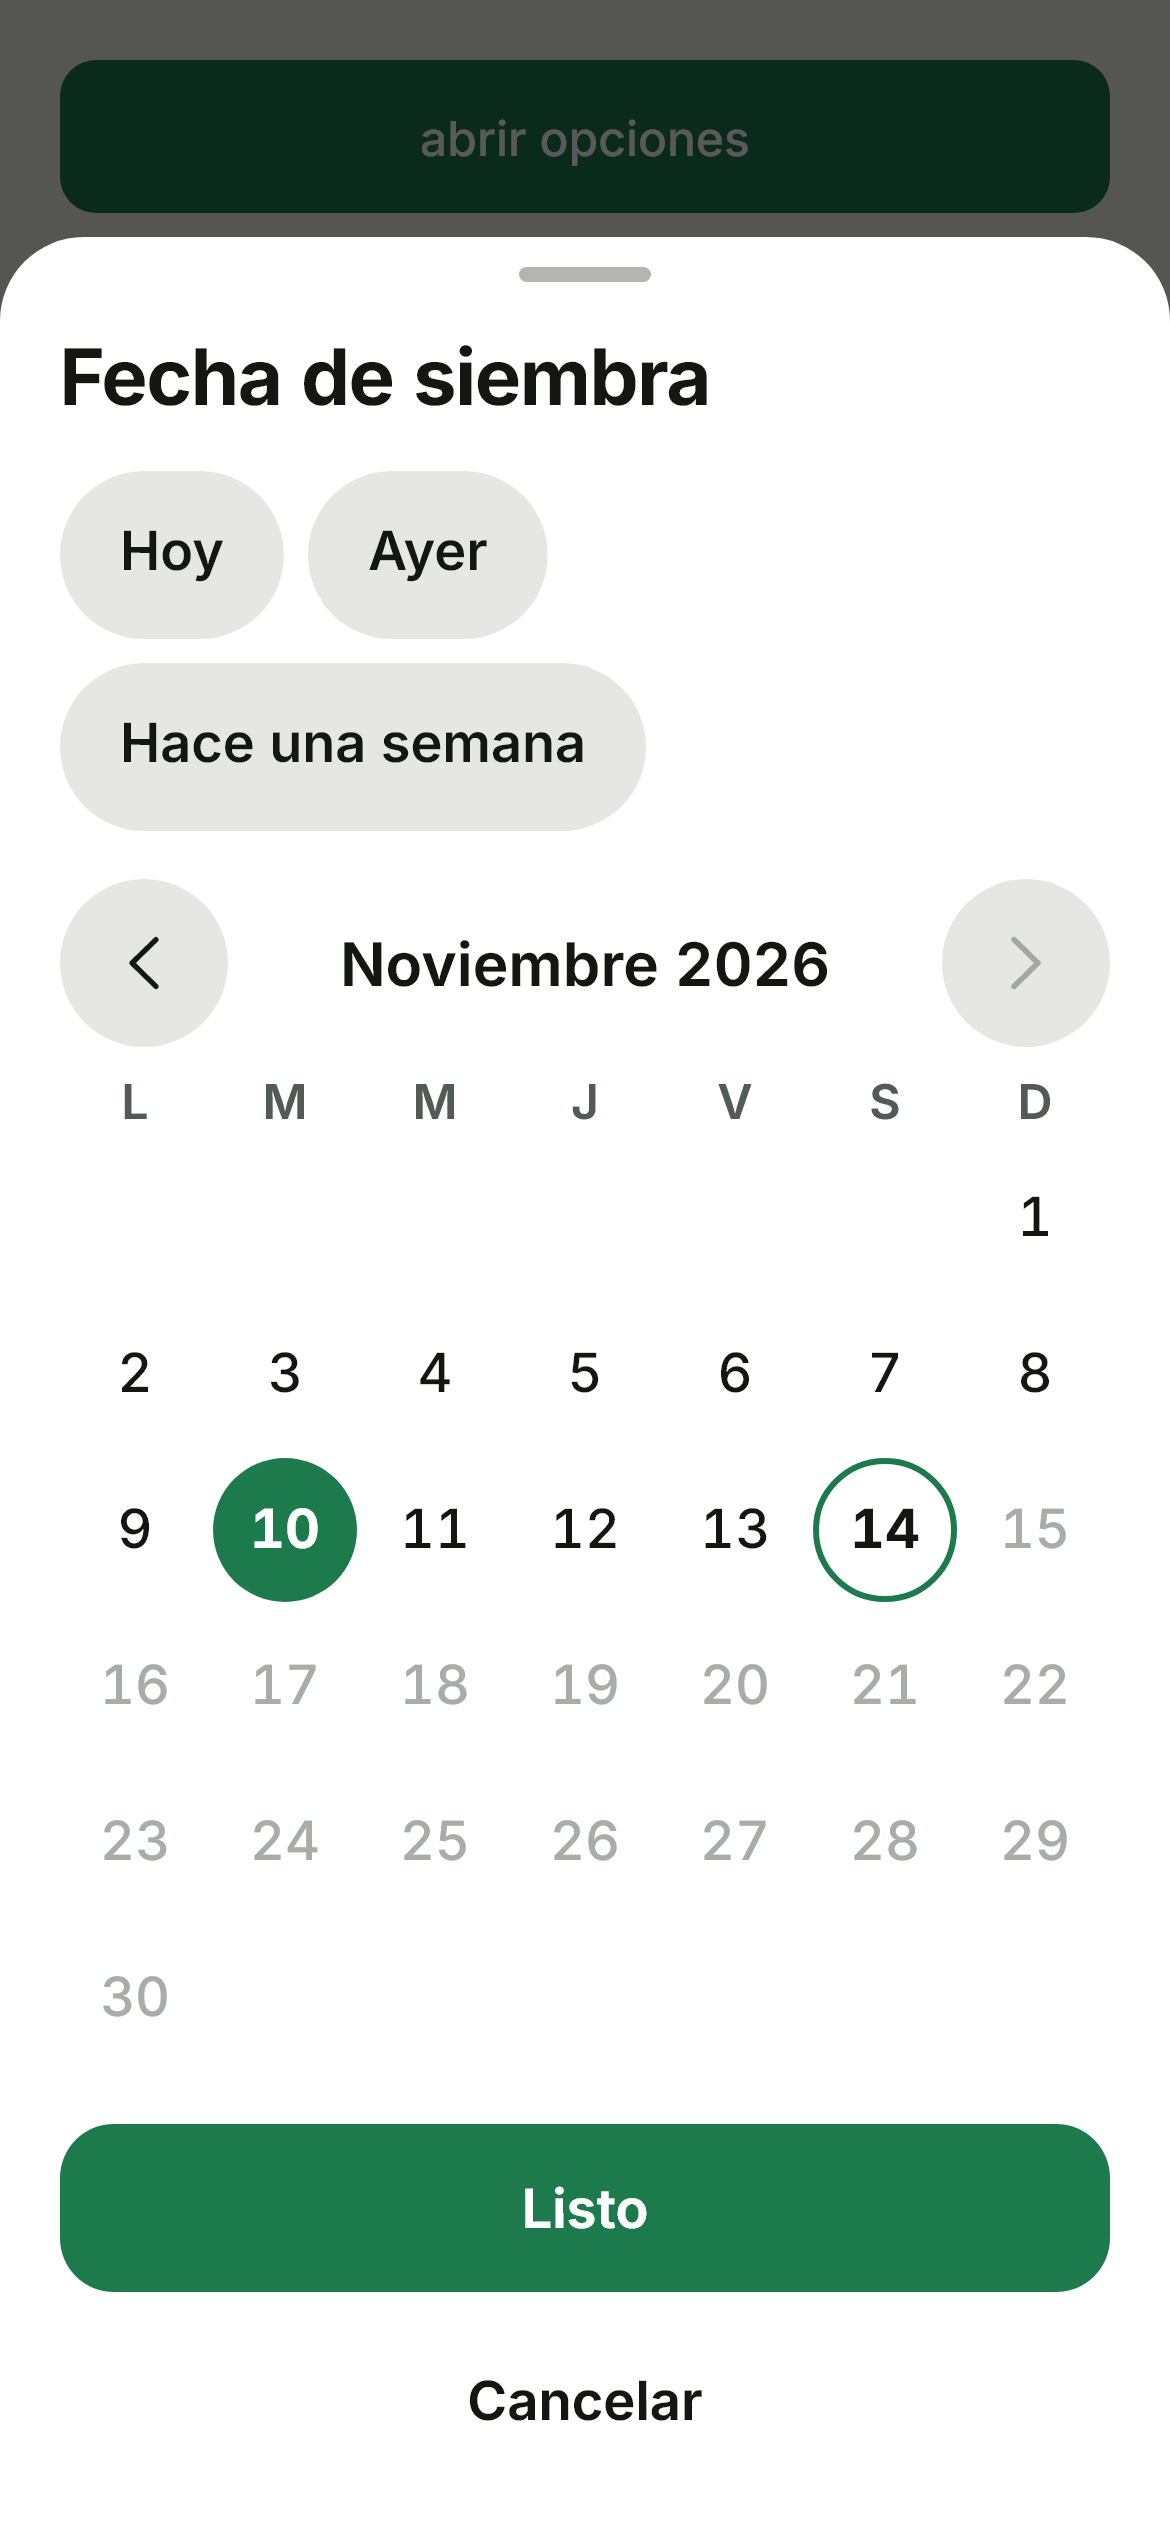 abrir opciones
Fecha de siembra
Hoy Ayer
Hace una semana
Noviembre 2026
L M M J V S D
1
2 3 4 5 6 7 8
9 10 11 12 13 14 15
16 17 18 19 20 21 22
23 24 25 26 27 28 29
30
Listo
Cancelar